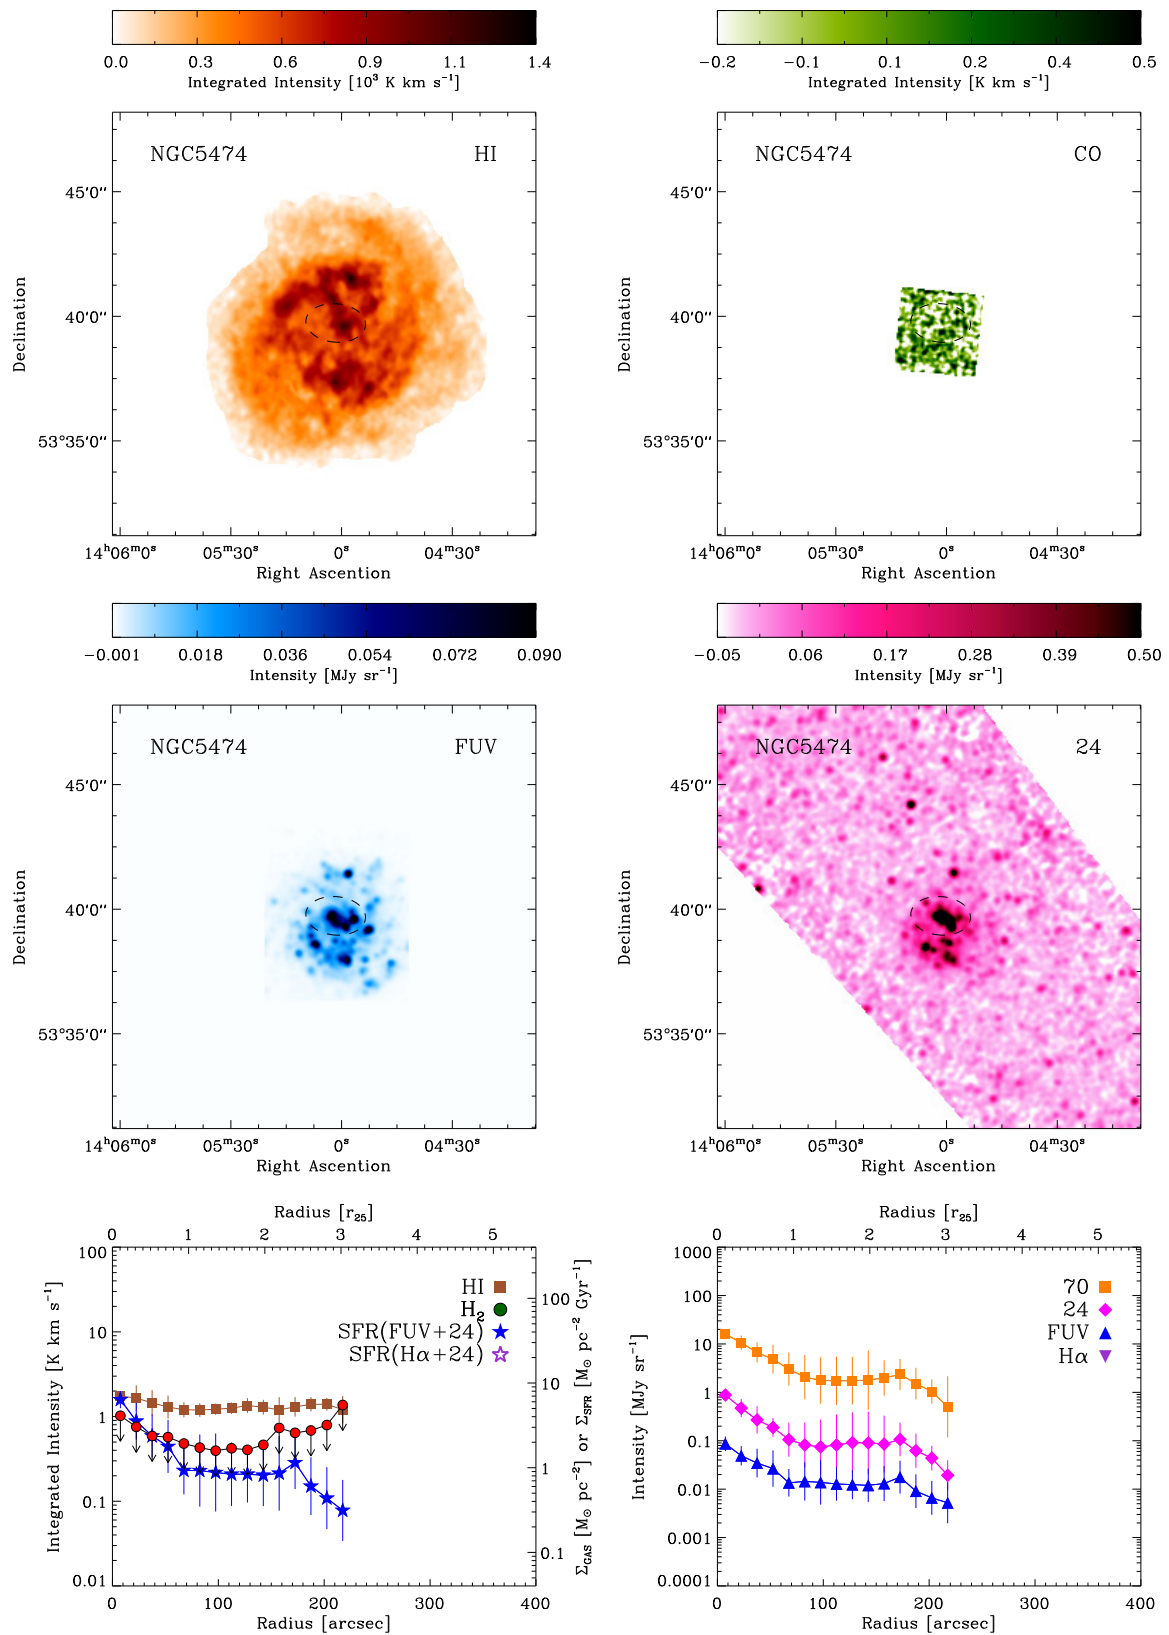 0.0 0.3 0.6 0.9 1.1 1.4
Integrated Intensity [10³ K km s⁻¹]
−0.2 −0.1 0.1 0.2 0.4 0.5
Integrated Intensity [K km s⁻¹]
NGC5474 HI
45'0''
40'0''
53°35'0''
Declination
14ʰ06ᵐ0ˢ 05ᵐ30ˢ 0ˢ 04ᵐ30ˢ
Right Ascention
NGC5474 CO
45'0''
40'0''
53°35'0''
Declination
14ʰ06ᵐ0ˢ 05ᵐ30ˢ 0ˢ 04ᵐ30ˢ
Right Ascention
−0.001 0.018 0.036 0.054 0.072 0.090
Intensity [MJy sr⁻¹]
−0.05 0.06 0.17 0.28 0.39 0.50
Intensity [MJy sr⁻¹]
NGC5474 FUV
45'0''
40'0''
53°35'0''
Declination
14ʰ06ᵐ0ˢ 05ᵐ30ˢ 0ˢ 04ᵐ30ˢ
Right Ascention
NGC5474 24
45'0''
40'0''
53°35'0''
Declination
14ʰ06ᵐ0ˢ 05ᵐ30ˢ 0ˢ 04ᵐ30ˢ
Right Ascention
Radius [r₂₅]
0 1 2 3 4 5
100
10
1
0.1
0.01
Integrated Intensity [K km s⁻¹]
HI
H₂
SFR(FUV+24)
SFR(Hα+24)
100
10
1
0.1
Σ_GAS [M⊙ pc⁻²] or Σ_SFR [M⊙ pc⁻² Gyr⁻¹]
0 100 200 300 400
Radius [arcsec]
Radius [r₂₅]
0 1 2 3 4 5
1000
100
10
1
0.1
0.01
0.001
0.0001
Intensity [MJy sr⁻¹]
70
24
FUV
Hα
0 100 200 300 400
Radius [arcsec]